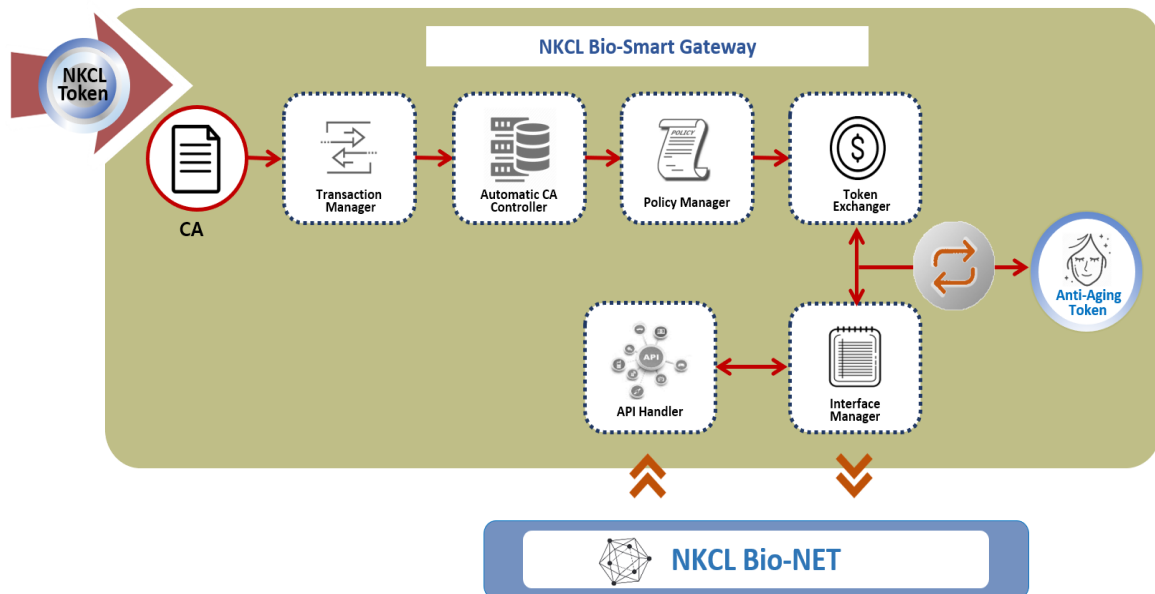 NKCL Bio-Smart Gateway
NKCL
Token
CA
Transaction
Manager
Automatic CA
Controller
POLICY
Policy Manager
$
Token
Exchanger
Anti-Aging
Token
API
API Handler
Interface
Manager
NKCL Bio-NET